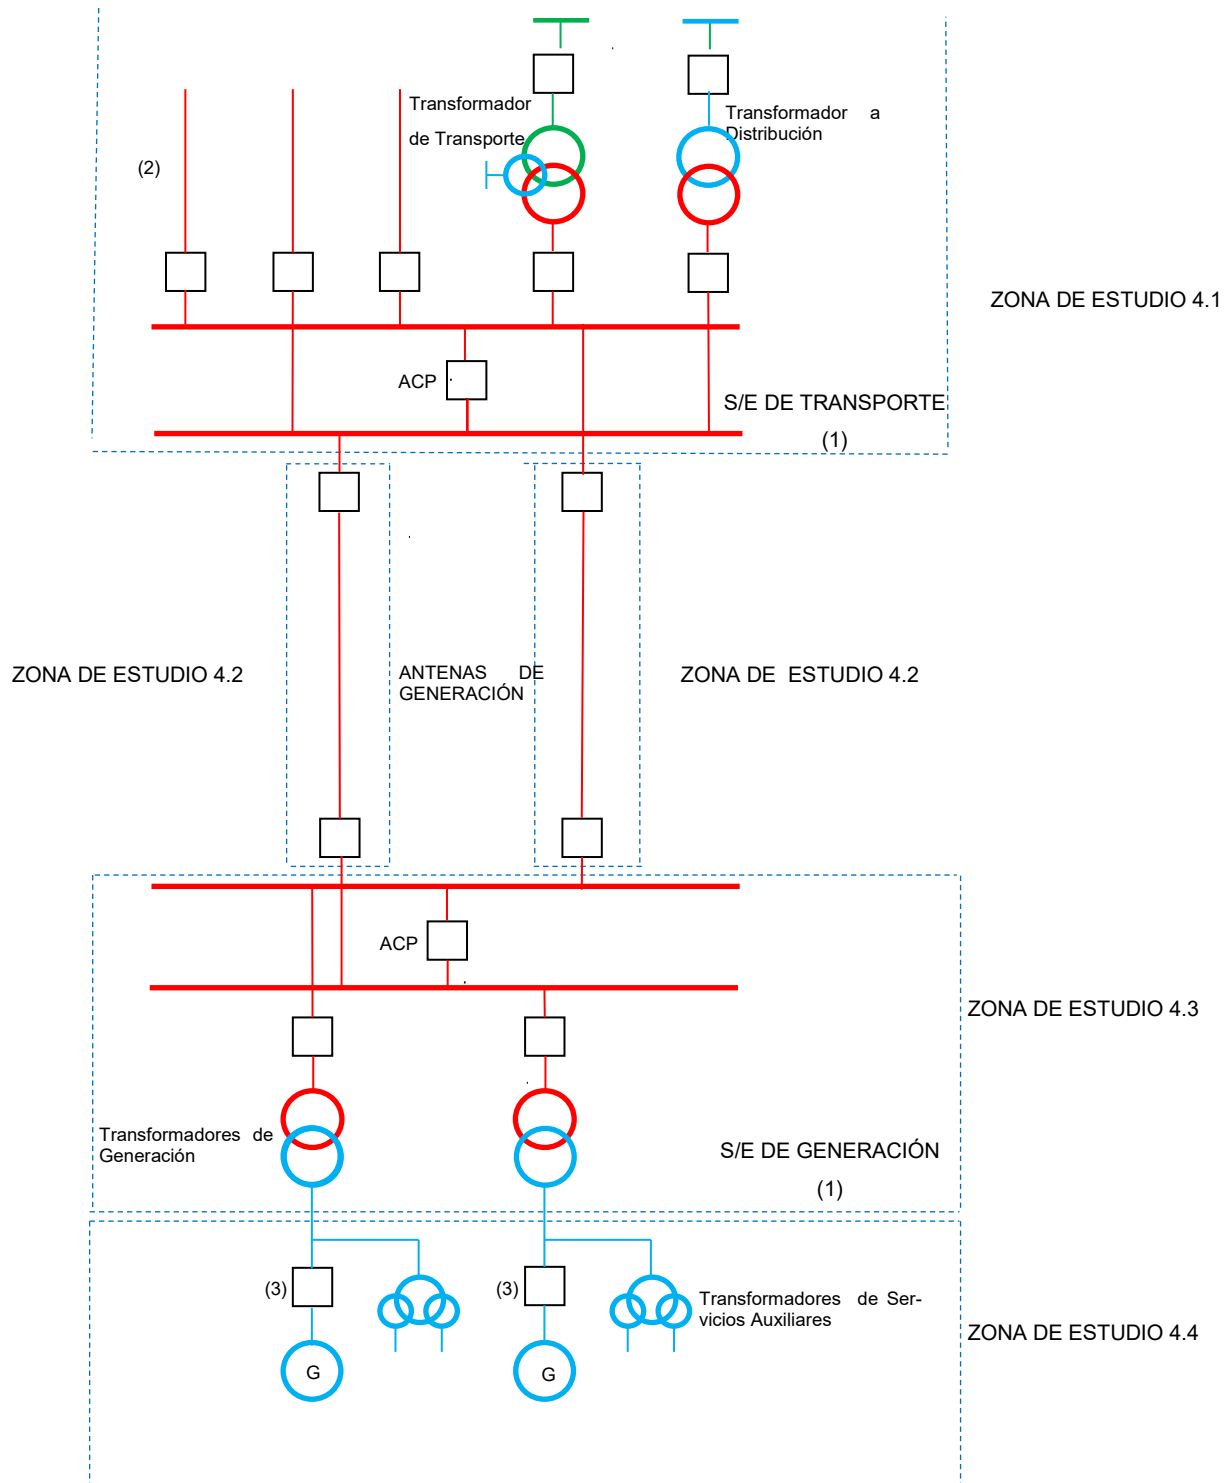 Transformador
de Transporte
Transformador a
Distribución
(2)
ZONA DE ESTUDIO 4.1
ACP
S/E DE TRANSPORTE
(1)
ZONA DE ESTUDIO 4.2
ANTENAS DE
GENERACIÓN
ZONA DE ESTUDIO 4.2
ACP
ZONA DE ESTUDIO 4.3
Transformadores de
Generación
S/E DE GENERACIÓN
(1)
(3)
(3)
Transformadores de Ser-
vicios Auxiliares
ZONA DE ESTUDIO 4.4
G
G